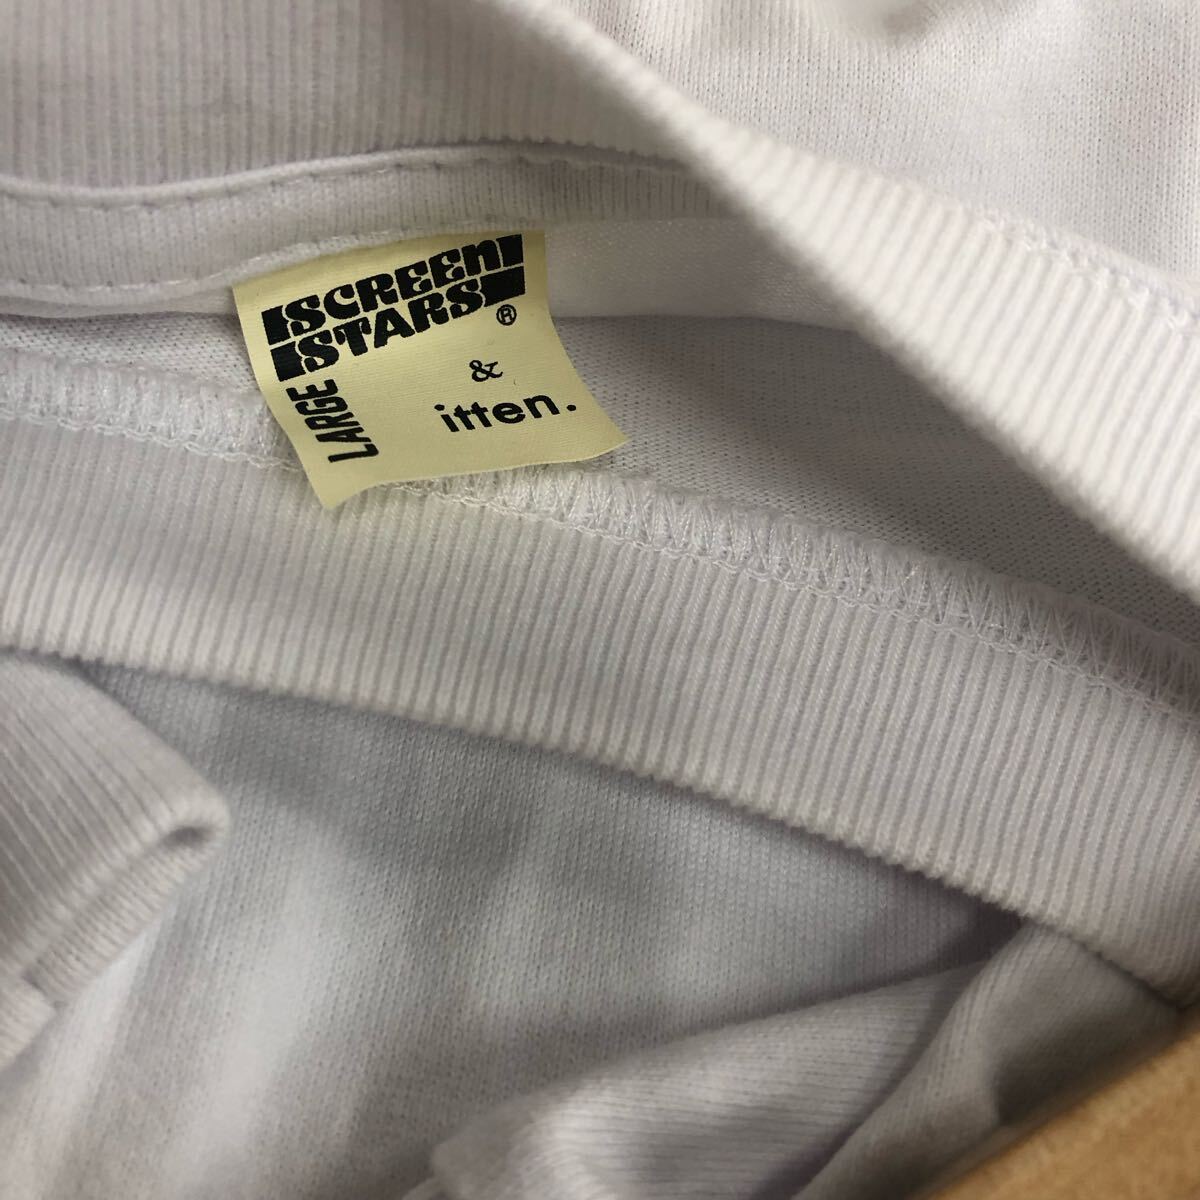 SCREEN
STARS®
&
LARGE
itten.